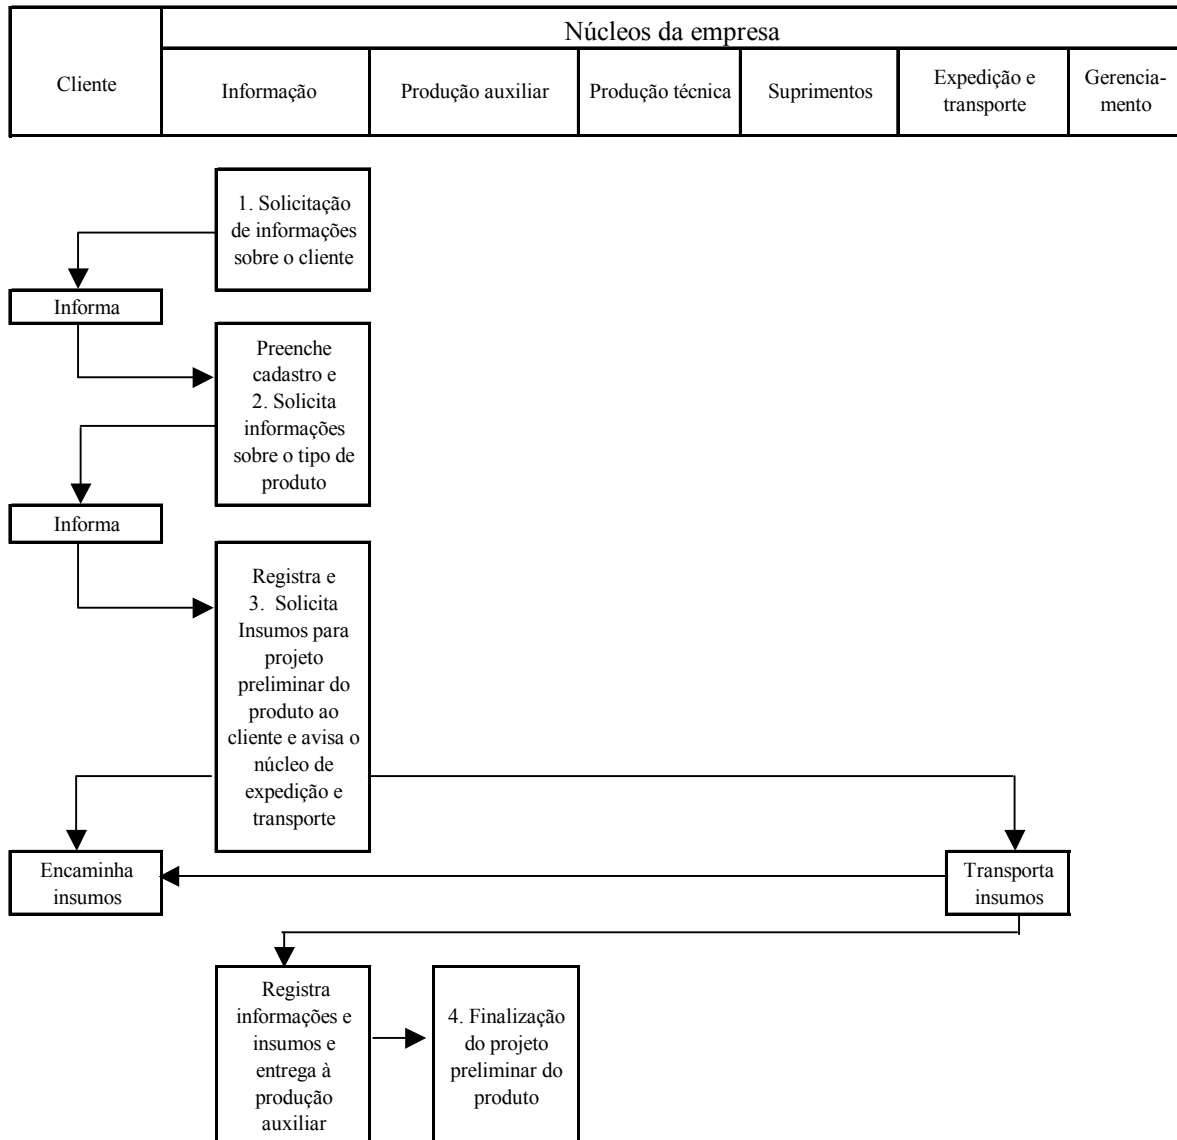 Núcleos da empresa
Cliente
Informação
Produção auxiliar
Produção técnica
Suprimentos
Expedição e
transporte
Gerencia-
mento
1. Solicitação
de informações
sobre o cliente
Informa
Preenche
cadastro e
2. Solicita
informações
sobre o tipo de
produto
Informa
Registra e
3. Solicita
Insumos para
projeto
preliminar do
produto ao
cliente e avisa o
núcleo de
expedição e
transporte
Encaminha
insumos
Transporta
insumos
Registra
informações e
insumos e
entrega à
produção
auxiliar
4. Finalização
do projeto
preliminar do
produto